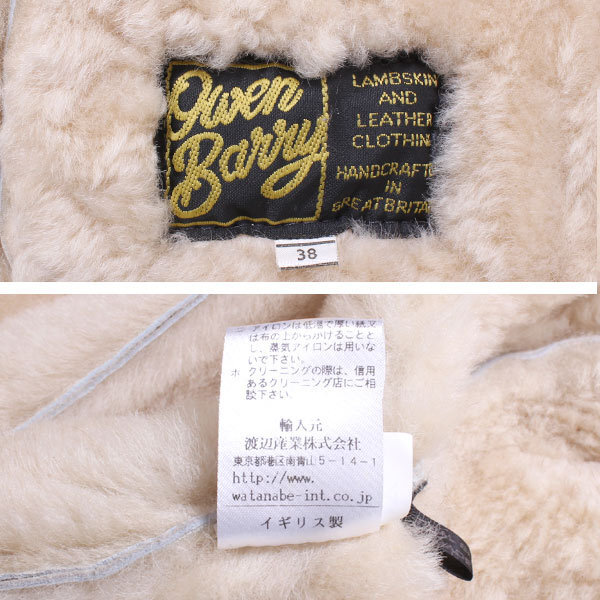 Owen
Barry
LAMBSKIN
AND
LEATHER
CLOTHING
HANDCRAFTE
IN
GREAT BRITAI
38
アイロンは低温で厚い紙又
は布の上からかけることと
し、蒸気アイロンは用いな
いで下さい。
ホ クリーニングの際は、信用
あるクリーニング店にご相
談下さい。
輸入元
渡辺産業株式会社
東京都港区南青山5-14-1
http://www.
watanabe-int.co.jp
イギリス製